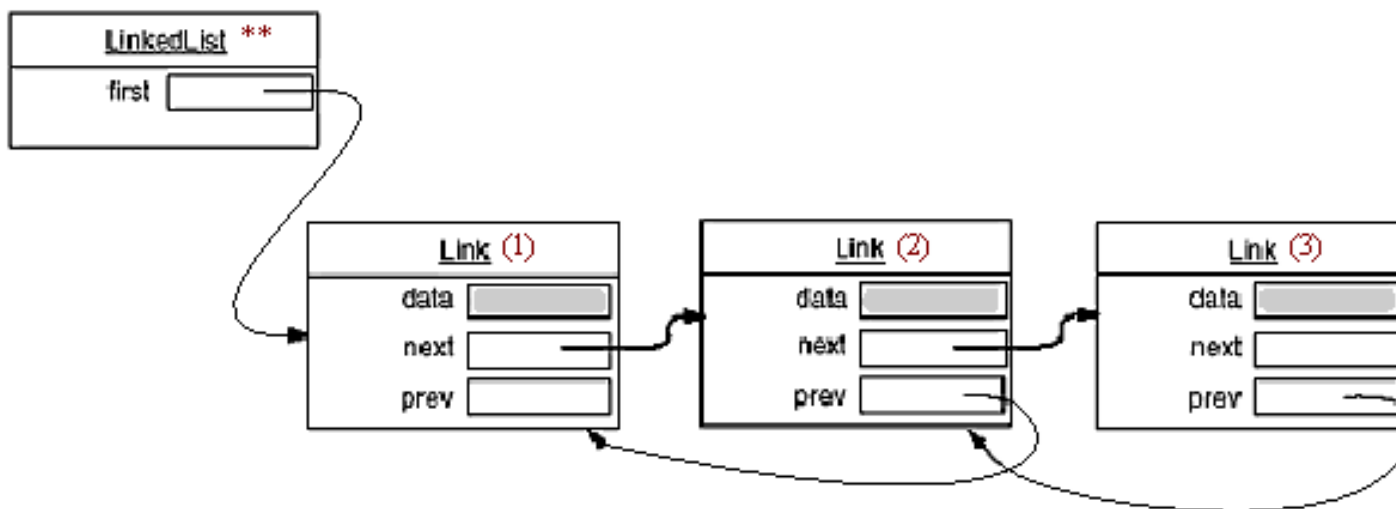 LinkedList **
first
Link (1)
data
next
prev
Link (2)
data
next
prev
Link (3)
data
next
prev